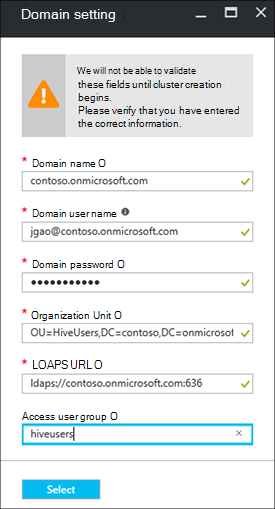 Domain setting
We will not be able to validate
these fields until cluster creation
begins.
Please verify that you have entered
the correct information.
* Domain name O
contoso.onmicrosoft.com
* Domain user name
jgao@contoso.onmicrosoft.com
* Domain password O
•••••••••••
* Organization Unit O
OU=HiveUsers,DC=contoso,DC=onmicrosot
* LOAPS URL O
ldaps://contoso.onmicrosoft.com:636
Access user group O
hiveusers
Select